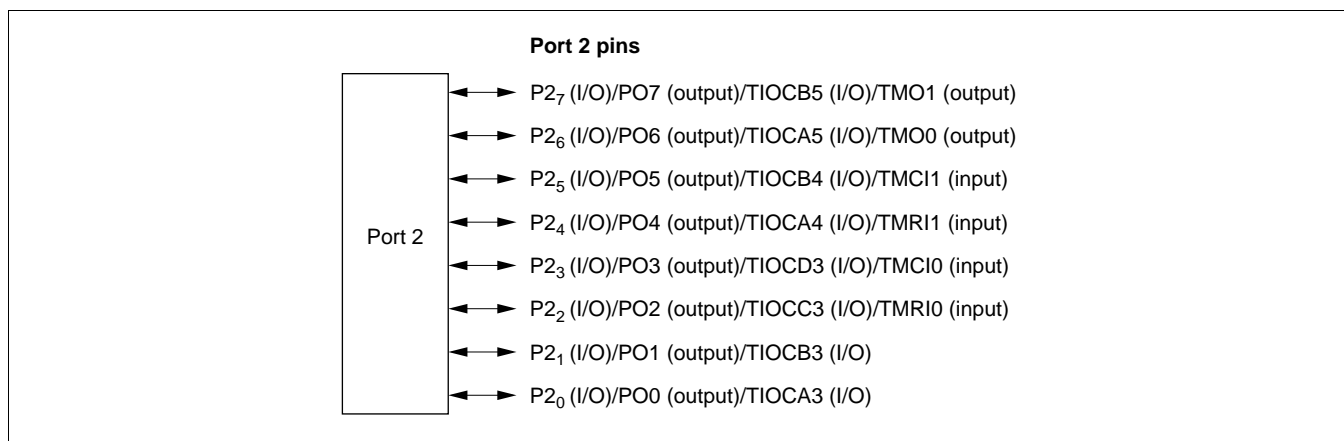 Port 2 pins
P2₇ (I/O)/PO7 (output)/TIOCB5 (I/O)/TMO1 (output)
P2₆ (I/O)/PO6 (output)/TIOCA5 (I/O)/TMO0 (output)
P2₅ (I/O)/PO5 (output)/TIOCB4 (I/O)/TMCI1 (input)
P2₄ (I/O)/PO4 (output)/TIOCA4 (I/O)/TMRI1 (input)
Port 2
P2₃ (I/O)/PO3 (output)/TIOCD3 (I/O)/TMCI0 (input)
P2₂ (I/O)/PO2 (output)/TIOCC3 (I/O)/TMRI0 (input)
P2₁ (I/O)/PO1 (output)/TIOCB3 (I/O)
P2₀ (I/O)/PO0 (output)/TIOCA3 (I/O)